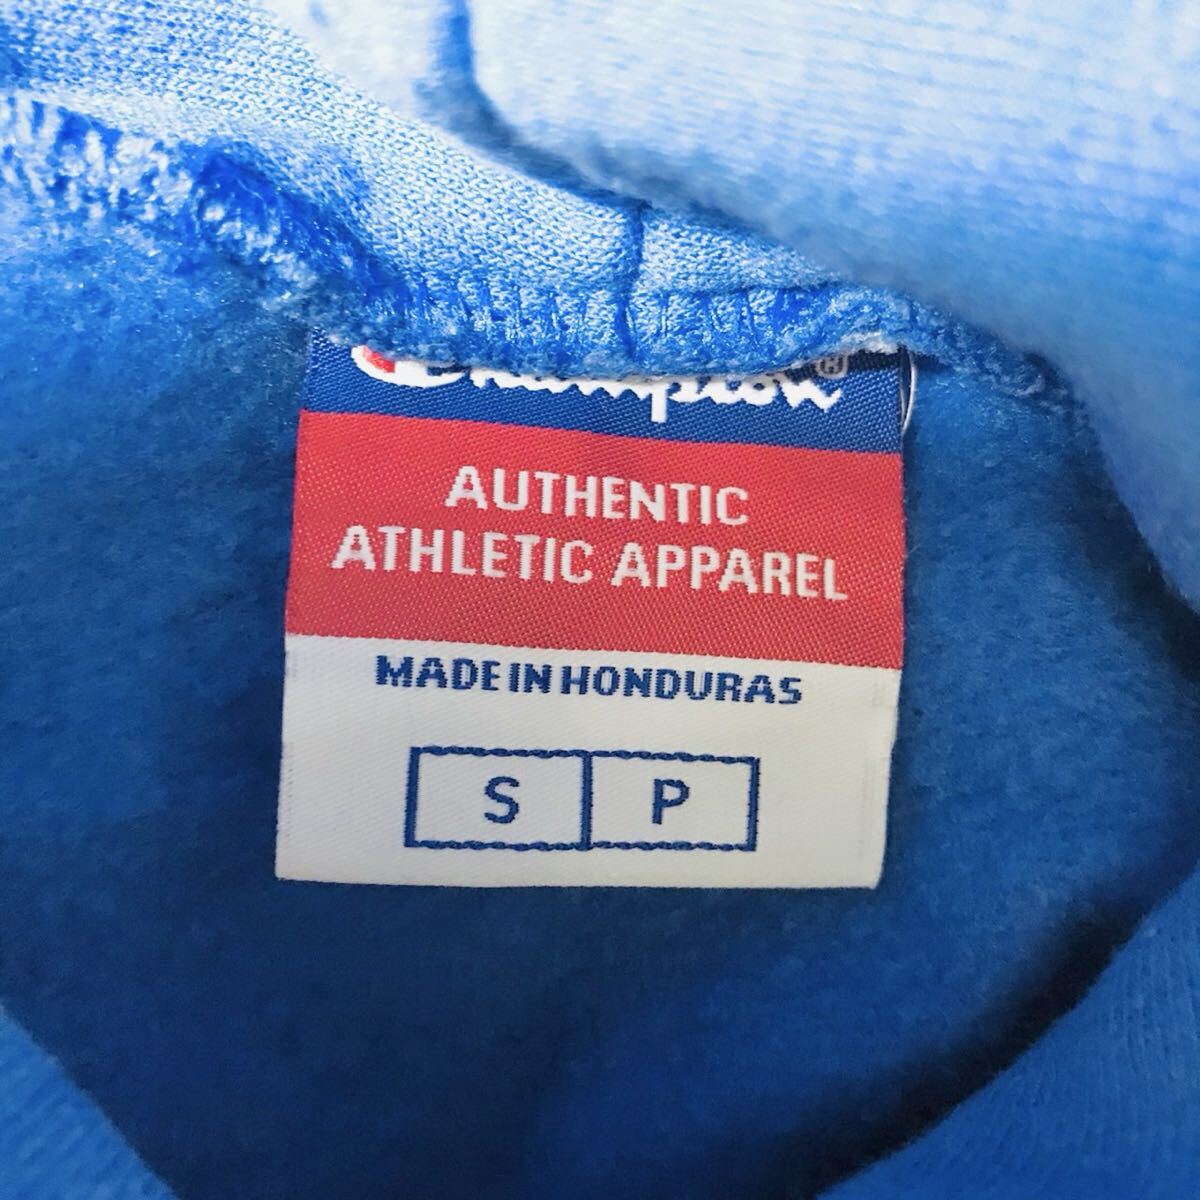 Champion®
AUTHENTIC
ATHLETIC APPAREL
MADE IN HONDURAS
S P